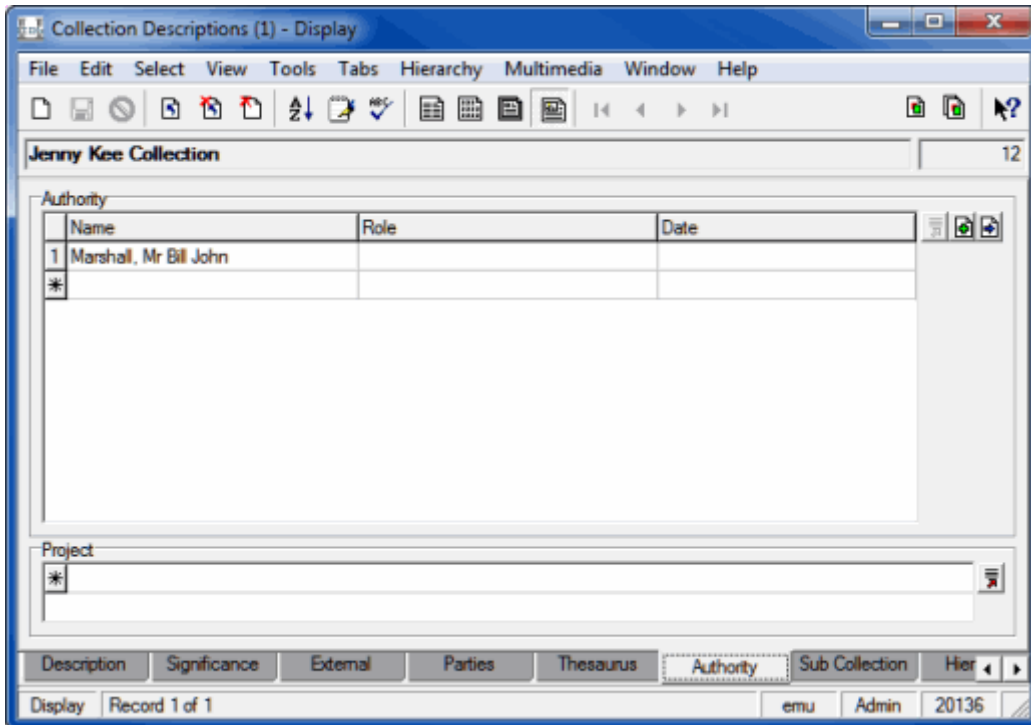 Collection Descriptions (1) - Display
File Edit Select View Tools Tabs Hierarchy Multimedia Window Help
Jenny Kee Collection 12
Authority
Name Role Date
1 Marshall, Mr Bill John
Project
Description Significance External Parties Thesaurus Authority Sub Collection Hier
Display Record 1 of 1 emu Admin 20136